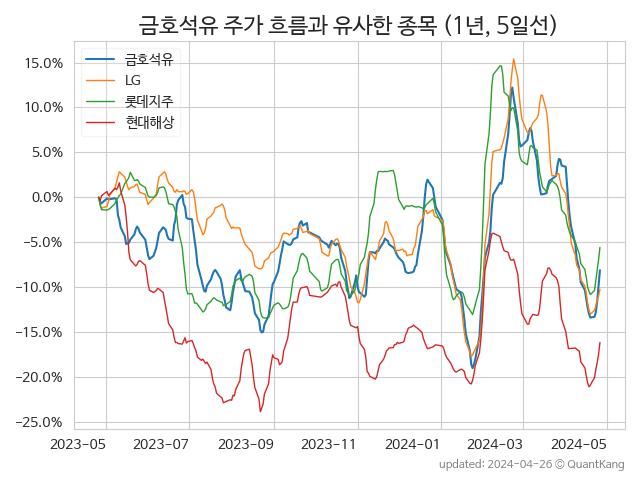 금호석유 주가 흐름과 유사한 종목 (1년, 5일선)
금호석유
LG
롯데지주
현대해상
15.0%
10.0%
5.0%
0.0%
−5.0%
−10.0%
−15.0%
−20.0%
−25.0%
2023-05 2023-07 2023-09 2023-11 2024-01 2024-03 2024-05
updated: 2024-04-26 © QuantKang